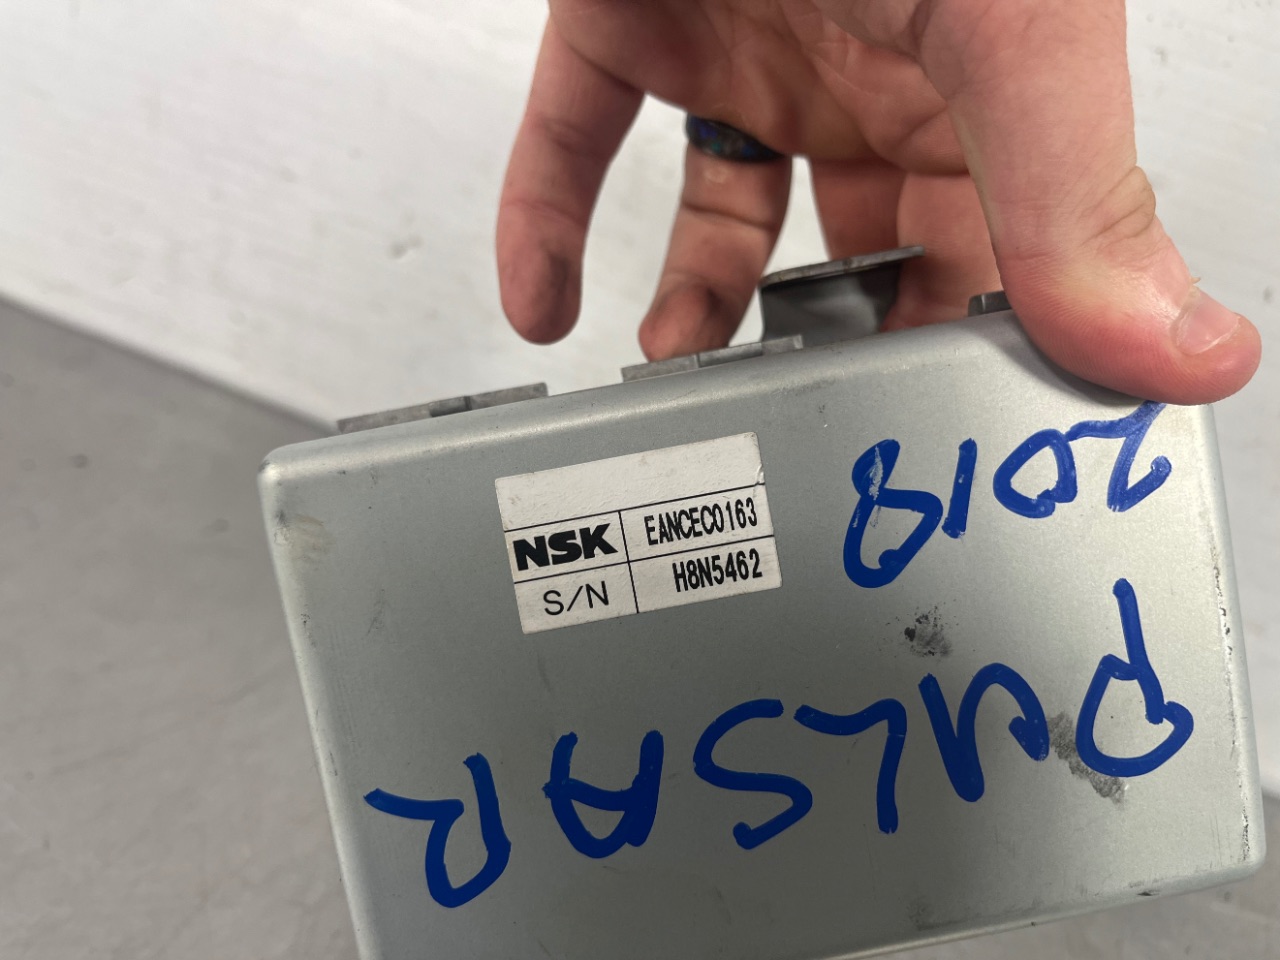 NSK EANCEC0163
S/N H8N5462
2018
PULSAR